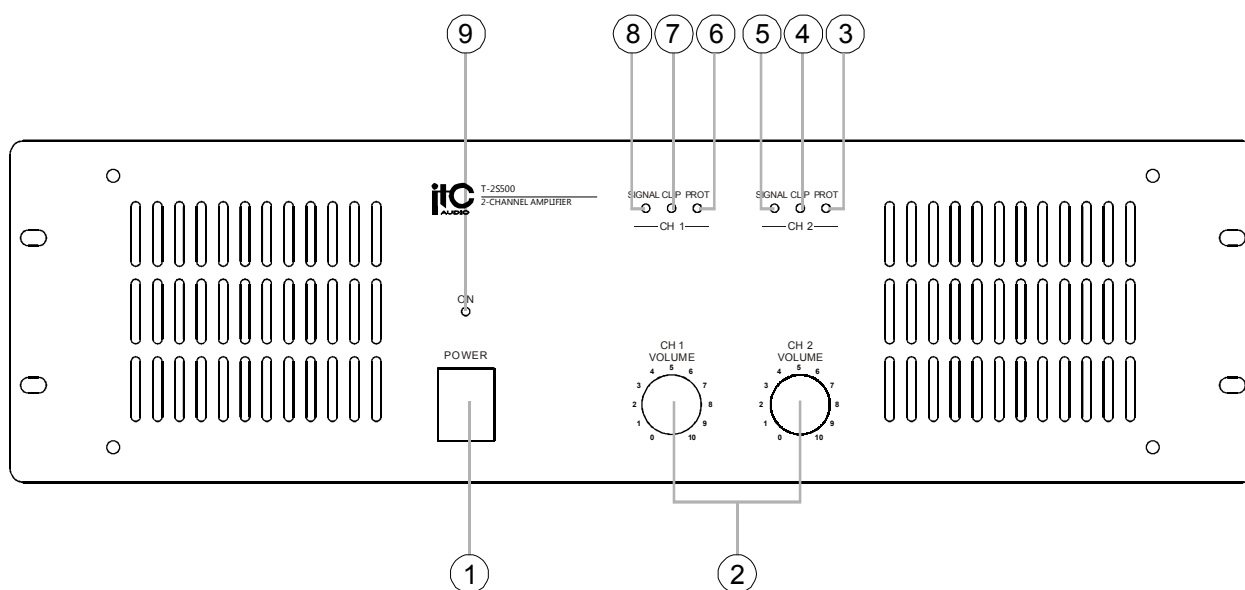 9 8 7 6 5 4 3
itC
AUDIO
T-2S500
2-CHANNEL AMPLIFIER
SIGNAL CLIP PROT
CH 1
SIGNAL CLIP PROT
CH 2
ON
POWER
CH 1
VOLUME
0 1 2 3 4 5 6 7 8 9 10
CH 2
VOLUME
0 1 2 3 4 5 6 7 8 9 10
1 2